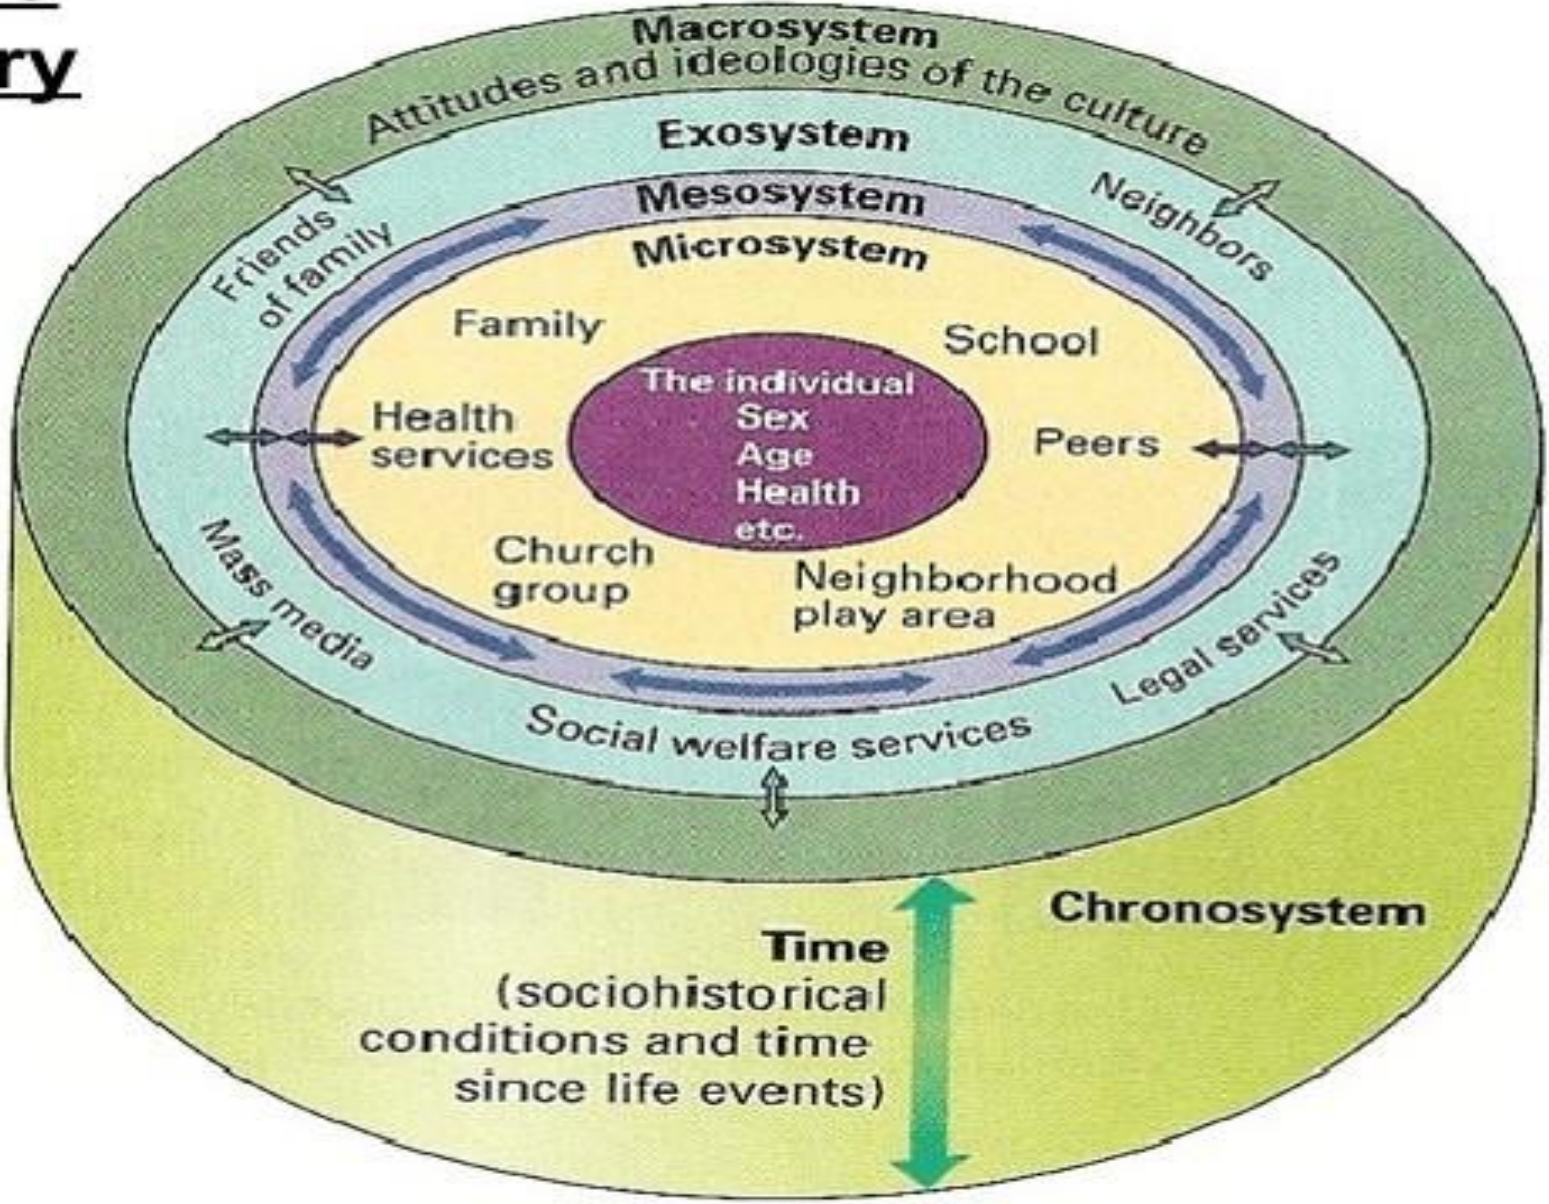 ry
Macrosystem
Attitudes and ideologies of the culture
Exosystem
Mesosystem
Microsystem
Friends
of family
Neighbors
Family
School
The individual
Sex
Age
Health
etc.
Health
services
Peers
Church
group
Neighborhood
play area
Mass media
Legal services
Social welfare services
Chronosystem
Time
(sociohistorical
conditions and time
since life events)